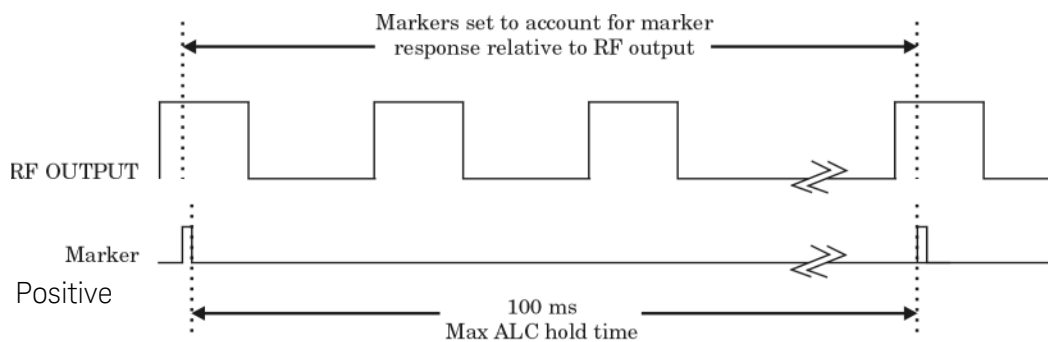 Markers set to account for marker
response relative to RF output
RF OUTPUT
Marker
Positive
100 ms
Max ALC hold time